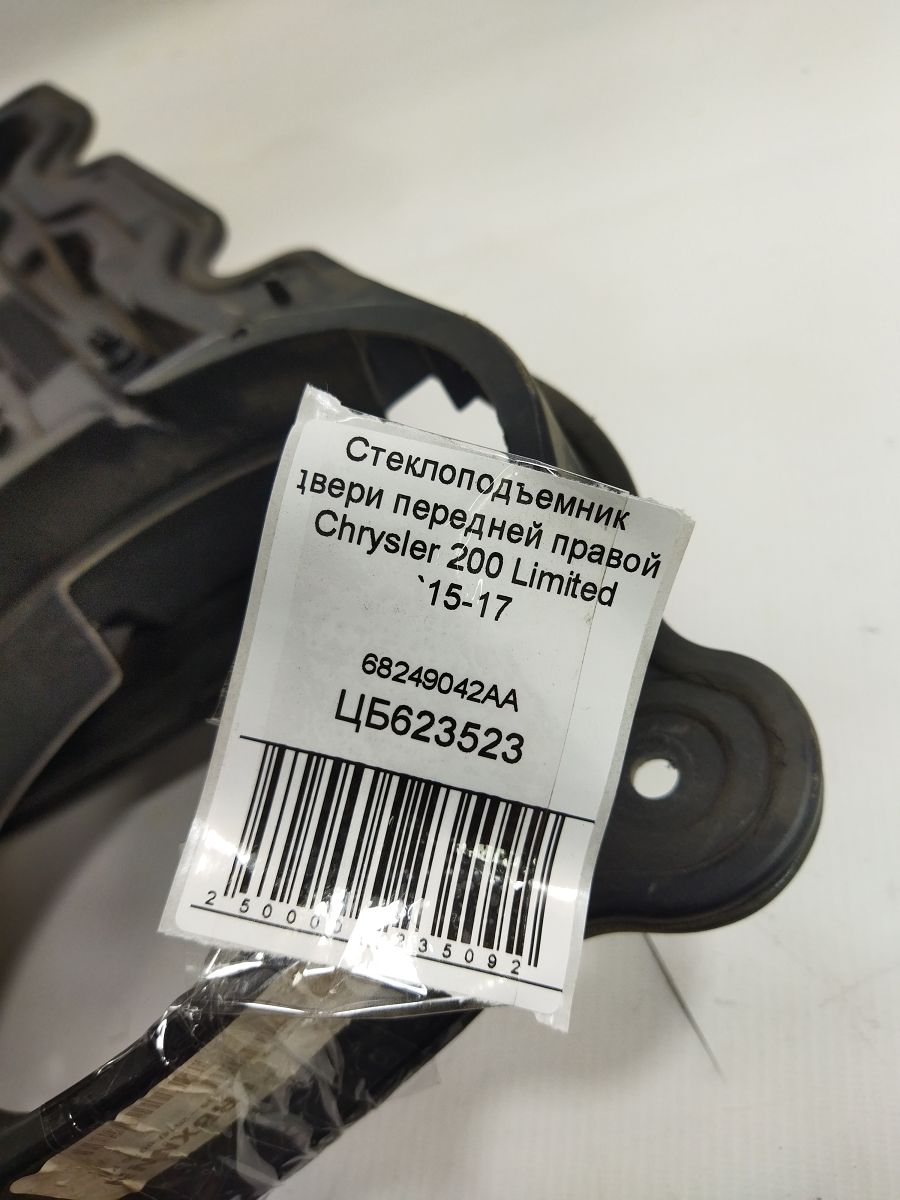 Стеклоподъемник
двери передней правой
Chrysler 200 Limited
`15-17
68249042AA
ЦБ623523